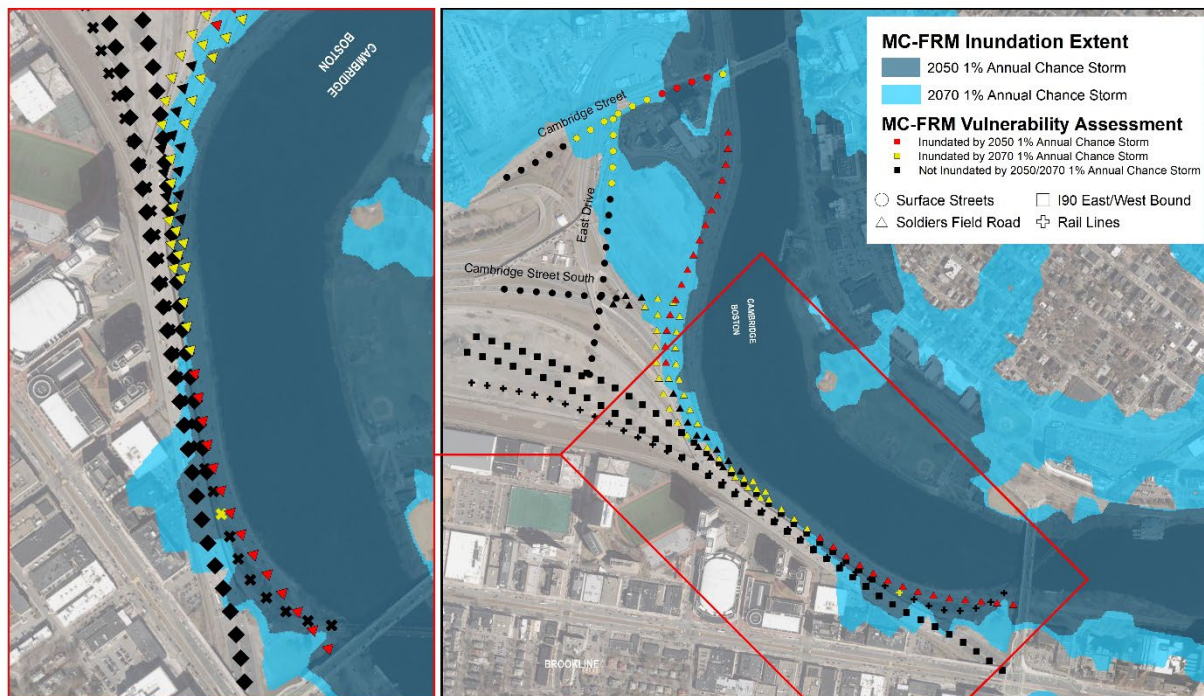 CAMBRIDGE
BOSTON
MC-FRM Inundation Extent
2050 1% Annual Chance Storm
2070 1% Annual Chance Storm
MC-FRM Vulnerability Assessment
Inundated by 2050 1% Annual Chance Storm
Inundated by 2070 1% Annual Chance Storm
Not Inundated by 2050/2070 1% Annual Chance Storm
Surface Streets
I90 East/West Bound
Soldiers Field Road
Rail Lines
Cambridge Street
East Drive
Cambridge Street South
CAMBRIDGE
BOSTON
BROOKLINE